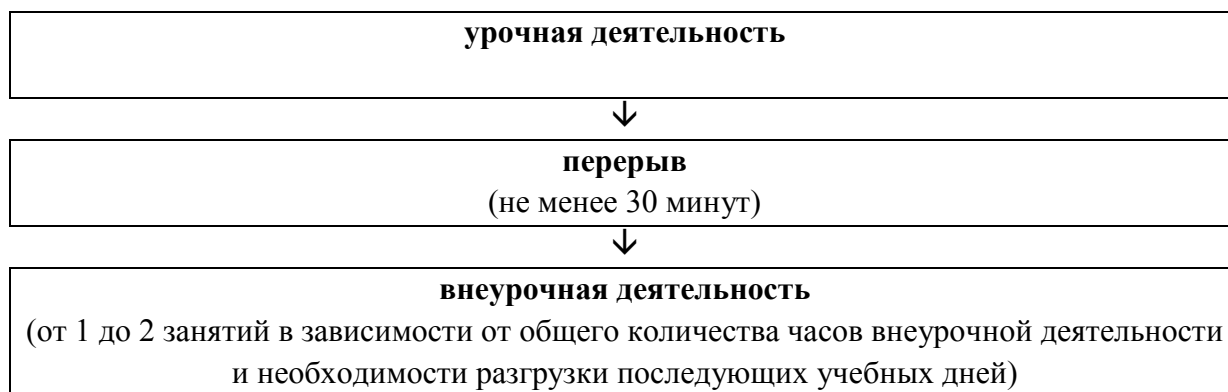 урочная деятельность
перерыв
(не менее 30 минут)
внеурочная деятельность
(от 1 до 2 занятий в зависимости от общего количества часов внеурочной деятельности
и необходимости разгрузки последующих учебных дней)